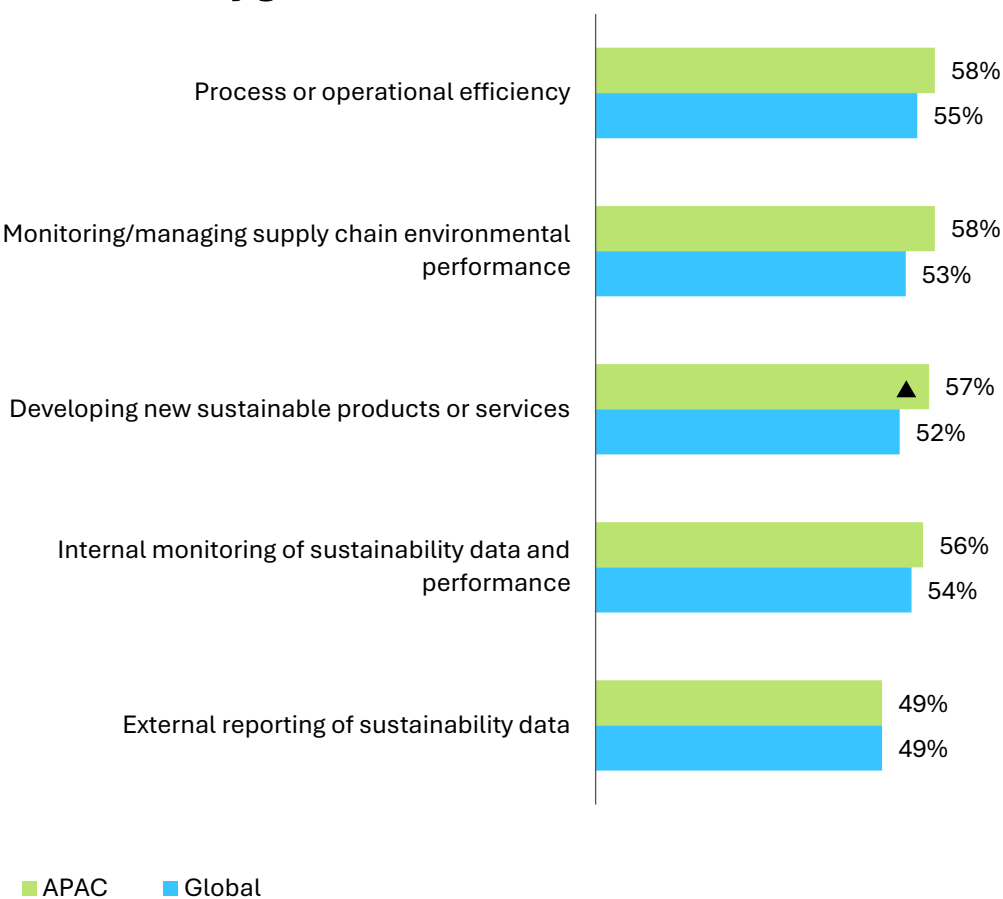 58%
Process or operational efficiency
55%
58%
Monitoring/managing supply chain environmental
performance
53%
57%
Developing new sustainable products or services
52%
56%
Internal monitoring of sustainability data and
performance
54%
49%
External reporting of sustainability data
49%
APAC Global